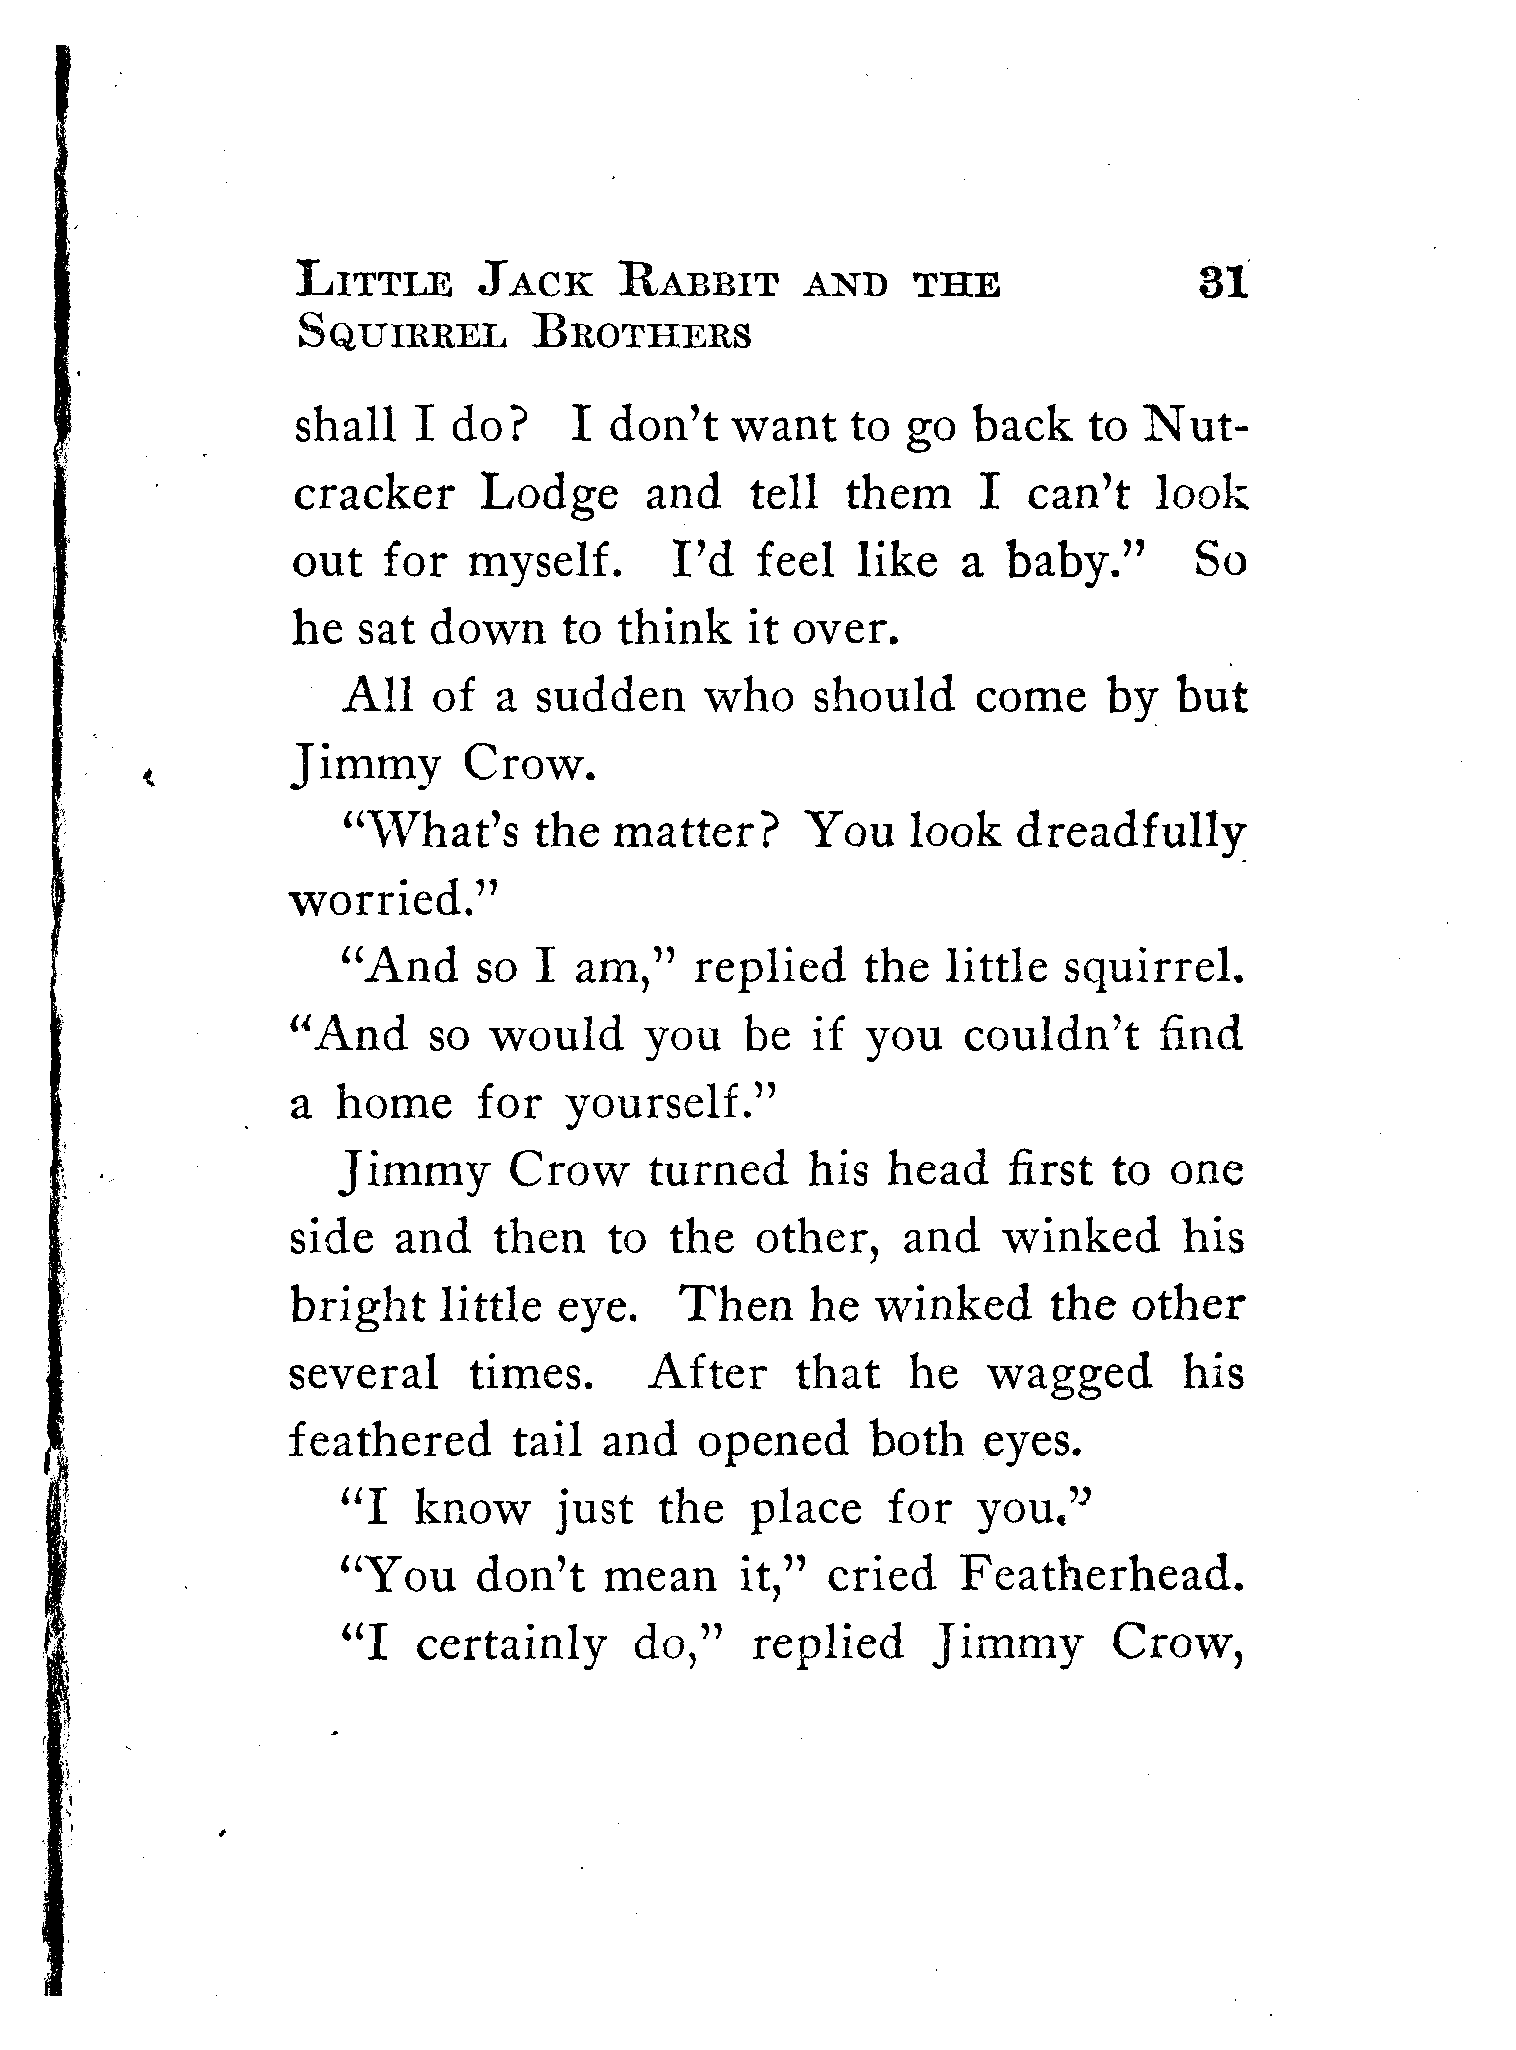 LITTLE JACK RABBIT AND THE 31
SQUIRREL BROTHERS
shall I do? I don't want to go back to Nut-
cracker Lodge and tell them I can't look
out for myself. I'd feel like a baby." So
he sat down to think it over.
All of a sudden who should come by but
Jimmy Crow.
"What's the matter? You look dreadfully
worried."
"And so I am," replied the little squirrel.
"And so would you be if you couldn't find
a home for yourself."
Jimmy Crow turned his head first to one
side and then to the other, and winked his
bright little eye. Then he winked the other
several times. After that he wagged his
feathered tail and opened both eyes.
"I know just the place for you."
"You don't mean it," cried Featherhead.
"I certainly do," replied Jimmy Crow,